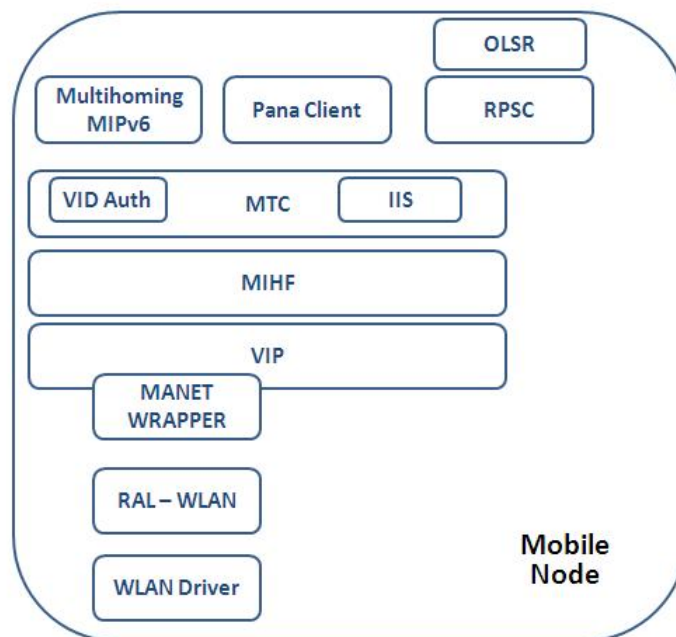 OLSR
Multihoming
MIPv6
Pana Client
RPSC
VID Auth
MTC
IIS
MIHF
VIP
MANET
WRAPPER
RAL – WLAN
WLAN Driver
Mobile
Node